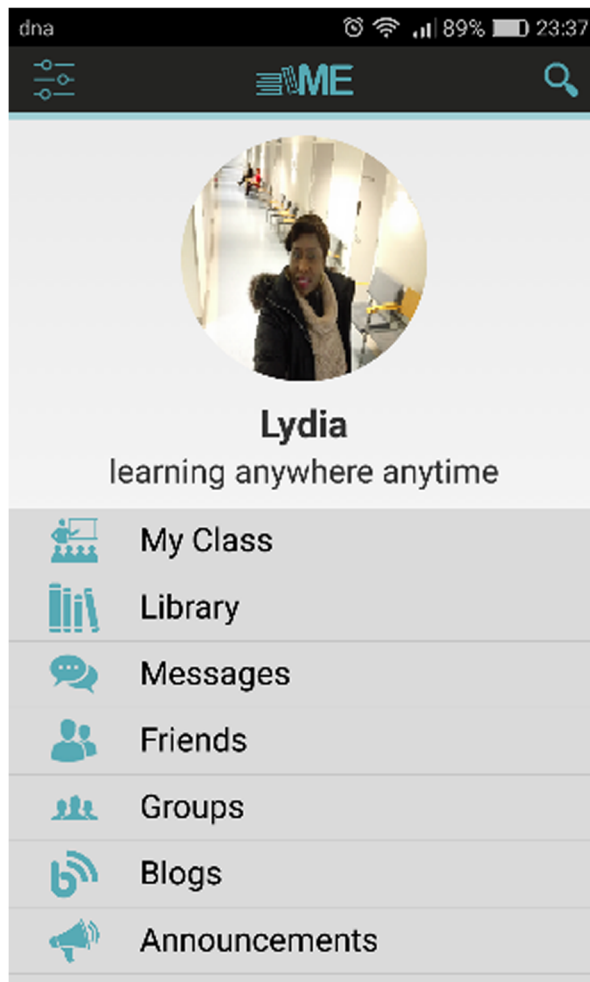 dna 89% 23:37
ME
Lydia
learning anywhere anytime
My Class
Library
Messages
Friends
Groups
Blogs
Announcements